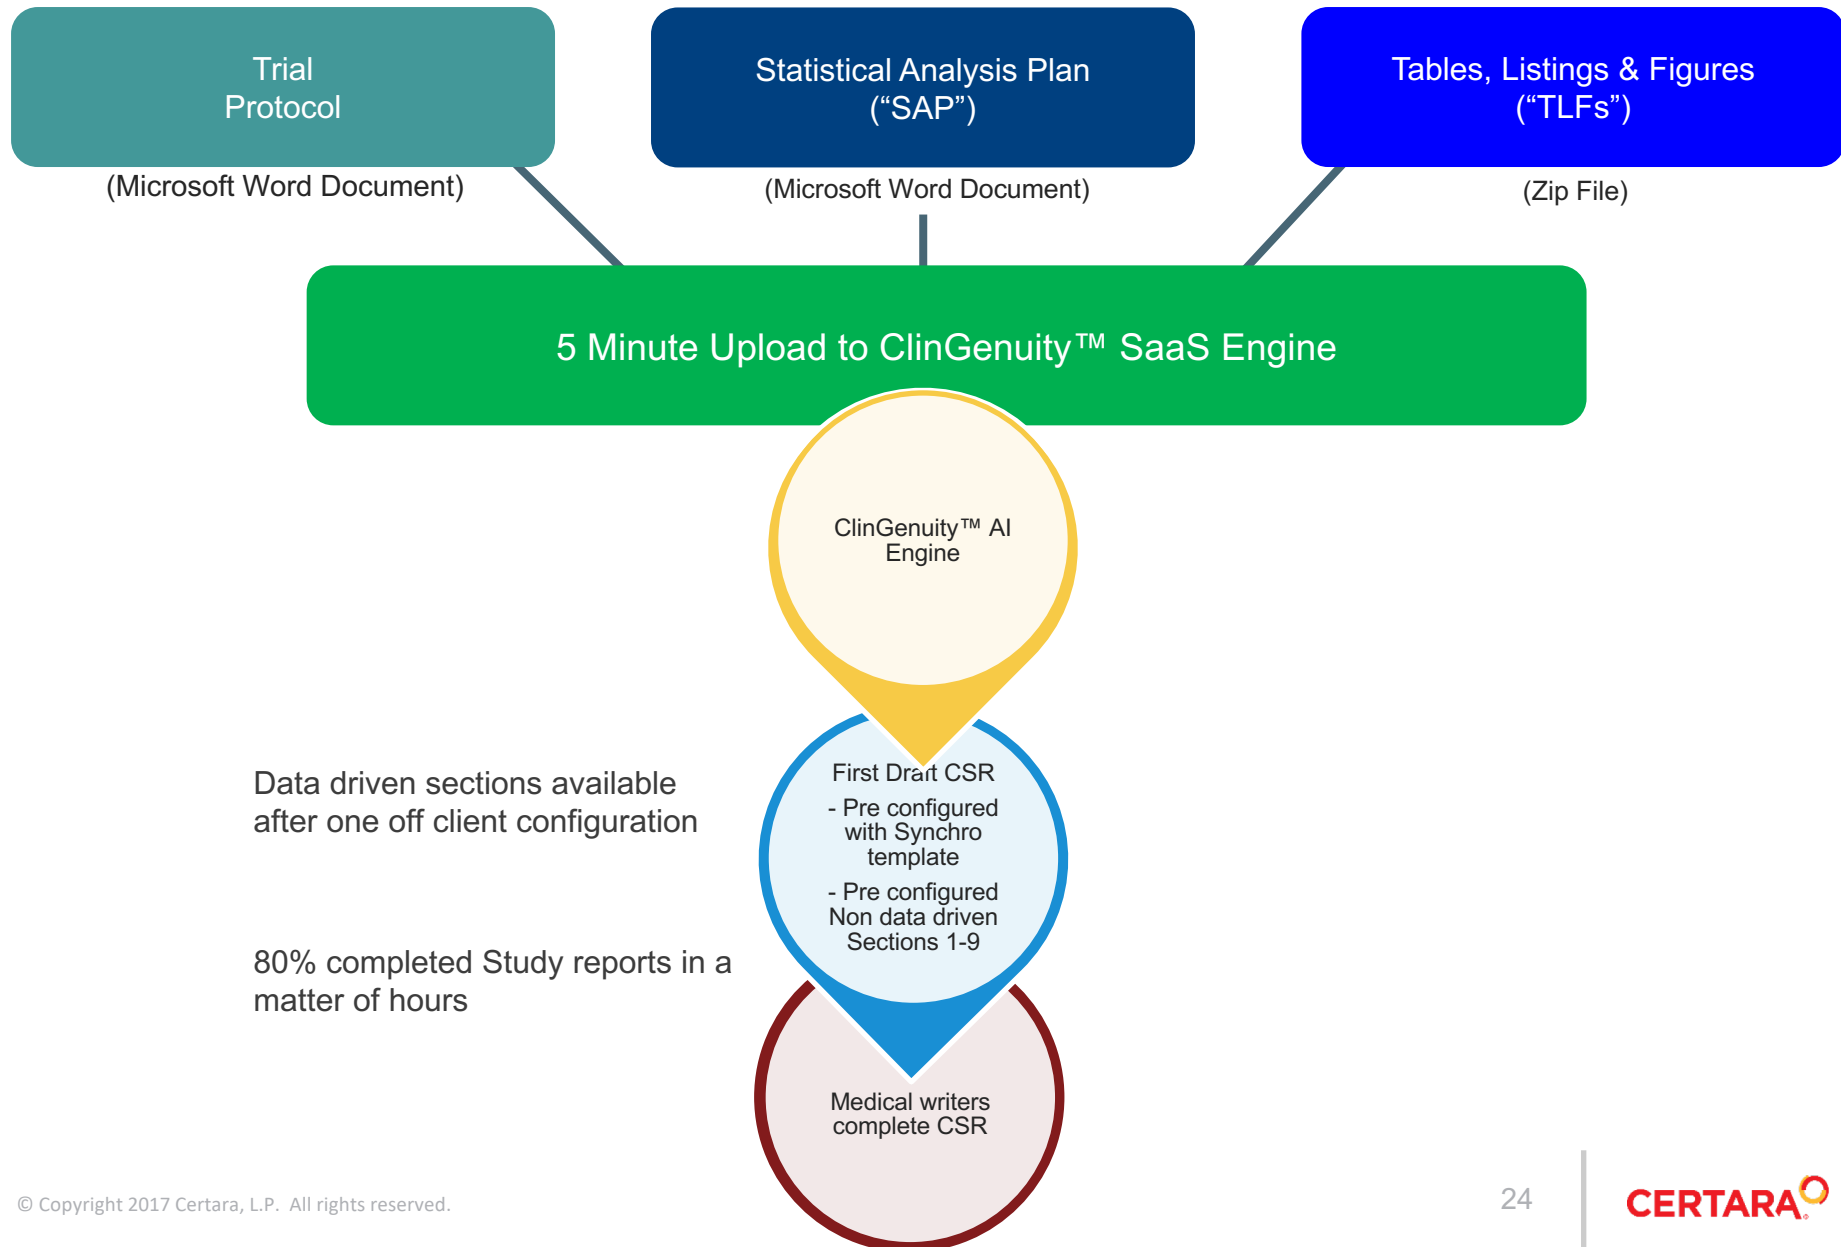 Trial
Protocol
Statistical Analysis Plan
(“SAP”)
Tables, Listings & Figures
(“TLFs”)
(Microsoft Word Document)
(Microsoft Word Document)
(Zip File)
5 Minute Upload to ClinGenuity™ SaaS Engine
ClinGenuity™ AI
Engine
First Draft CSR
- Pre configured
with Synchro
template
- Pre configured
Non data driven
Sections 1-9
Data driven sections available
after one off client configuration
80% completed Study reports in a
matter of hours
Medical writers
complete CSR
© Copyright 2017 Certara, L.P.  All rights reserved.
24
CERTARA